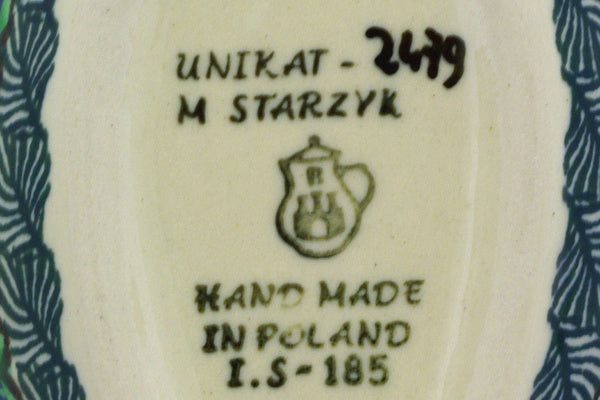 UNIKAT - 2479
M STARZYK
B
HAND MADE
IN POLAND
I.S-185